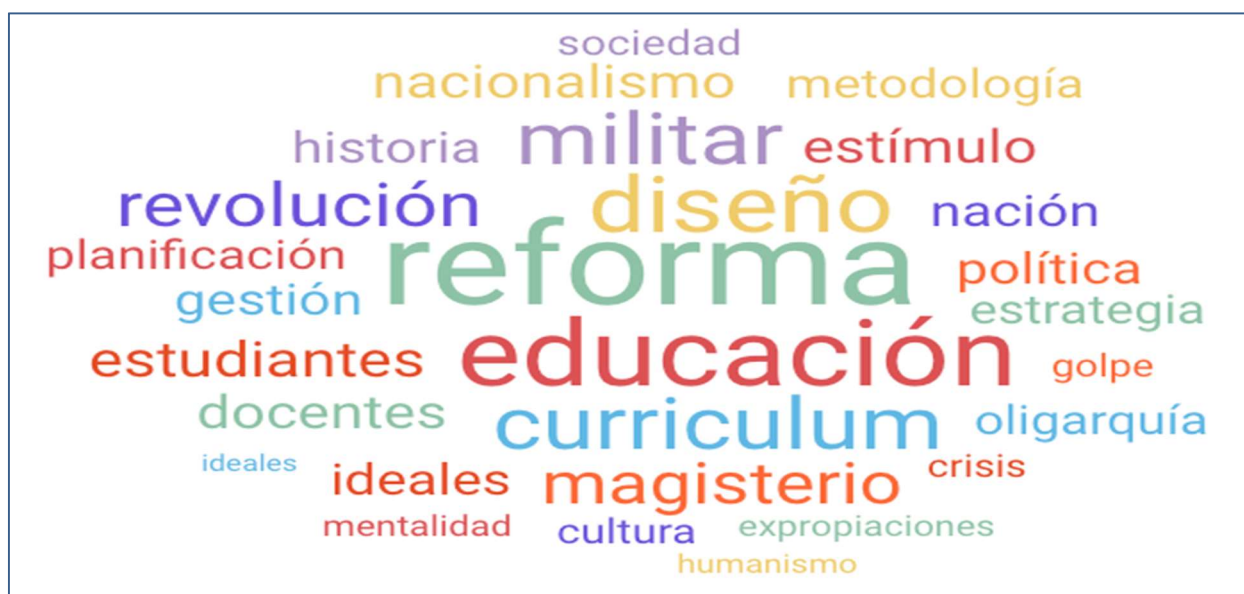 sociedad
nacionalismo metodología
historia militar estímulo
revolución diseño nación
planificación reforma política
gestión estrategia
estudiantes educación golpe
docentes curriculum oligarquía
ideales ideales magisterio crisis
mentalidad cultura expropiaciones
humanismo